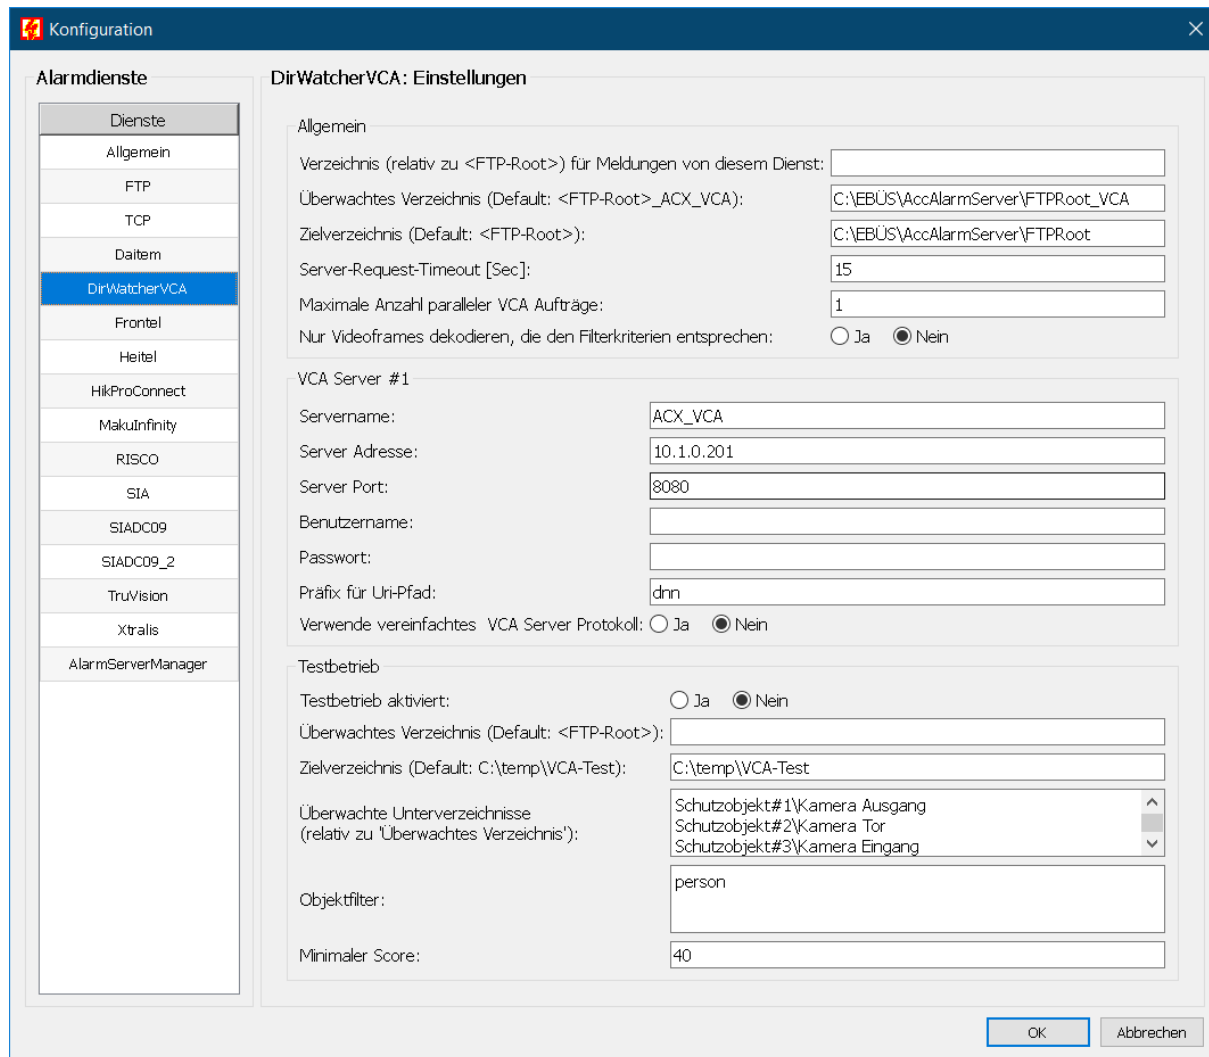 Konfiguration
Alarmdienste
Dienste
Allgemein
FTP
TCP
Daitem
DirWatcherVCA
Frontel
Heitel
HikProConnect
MakuInfinity
RISCO
SIA
SIADC09
SIADC09_2
TruVision
Xtralis
AlarmServerManager
DirWatcherVCA: Einstellungen
Allgemein
Verzeichnis (relativ zu <FTP-Root>) für Meldungen von diesem Dienst:
Überwachtes Verzeichnis (Default: <FTP-Root>_ACX_VCA): C:\EBÜS\AccAlarmServer\FTPRoot_VCA
Zielverzeichnis (Default: <FTP-Root>): C:\EBÜS\AccAlarmServer\FTPRoot
Server-Request-Timeout [Sec]: 15
Maximale Anzahl paralleler VCA Aufträge: 1
Nur Videoframes dekodieren, die den Filterkriterien entsprechen: Ja Nein
VCA Server #1
Servername: ACX_VCA
Server Adresse: 10.1.0.201
Server Port: 8080
Benutzername:
Passwort:
Präfix für Uri-Pfad: dnn
Verwende vereinfachtes VCA Server Protokoll: Ja Nein
Testbetrieb
Testbetrieb aktiviert: Ja Nein
Überwachtes Verzeichnis (Default: <FTP-Root>):
Zielverzeichnis (Default: C:\temp\VCA-Test): C:\temp\VCA-Test
Überwachte Unterverzeichnisse
(relativ zu 'Überwachtes Verzeichnis'):
Schutzobjekt#1\Kamera Ausgang
Schutzobjekt#2\Kamera Tor
Schutzobjekt#3\Kamera Eingang
Objektfilter: person
Minimaler Score: 40
OK Abbrechen